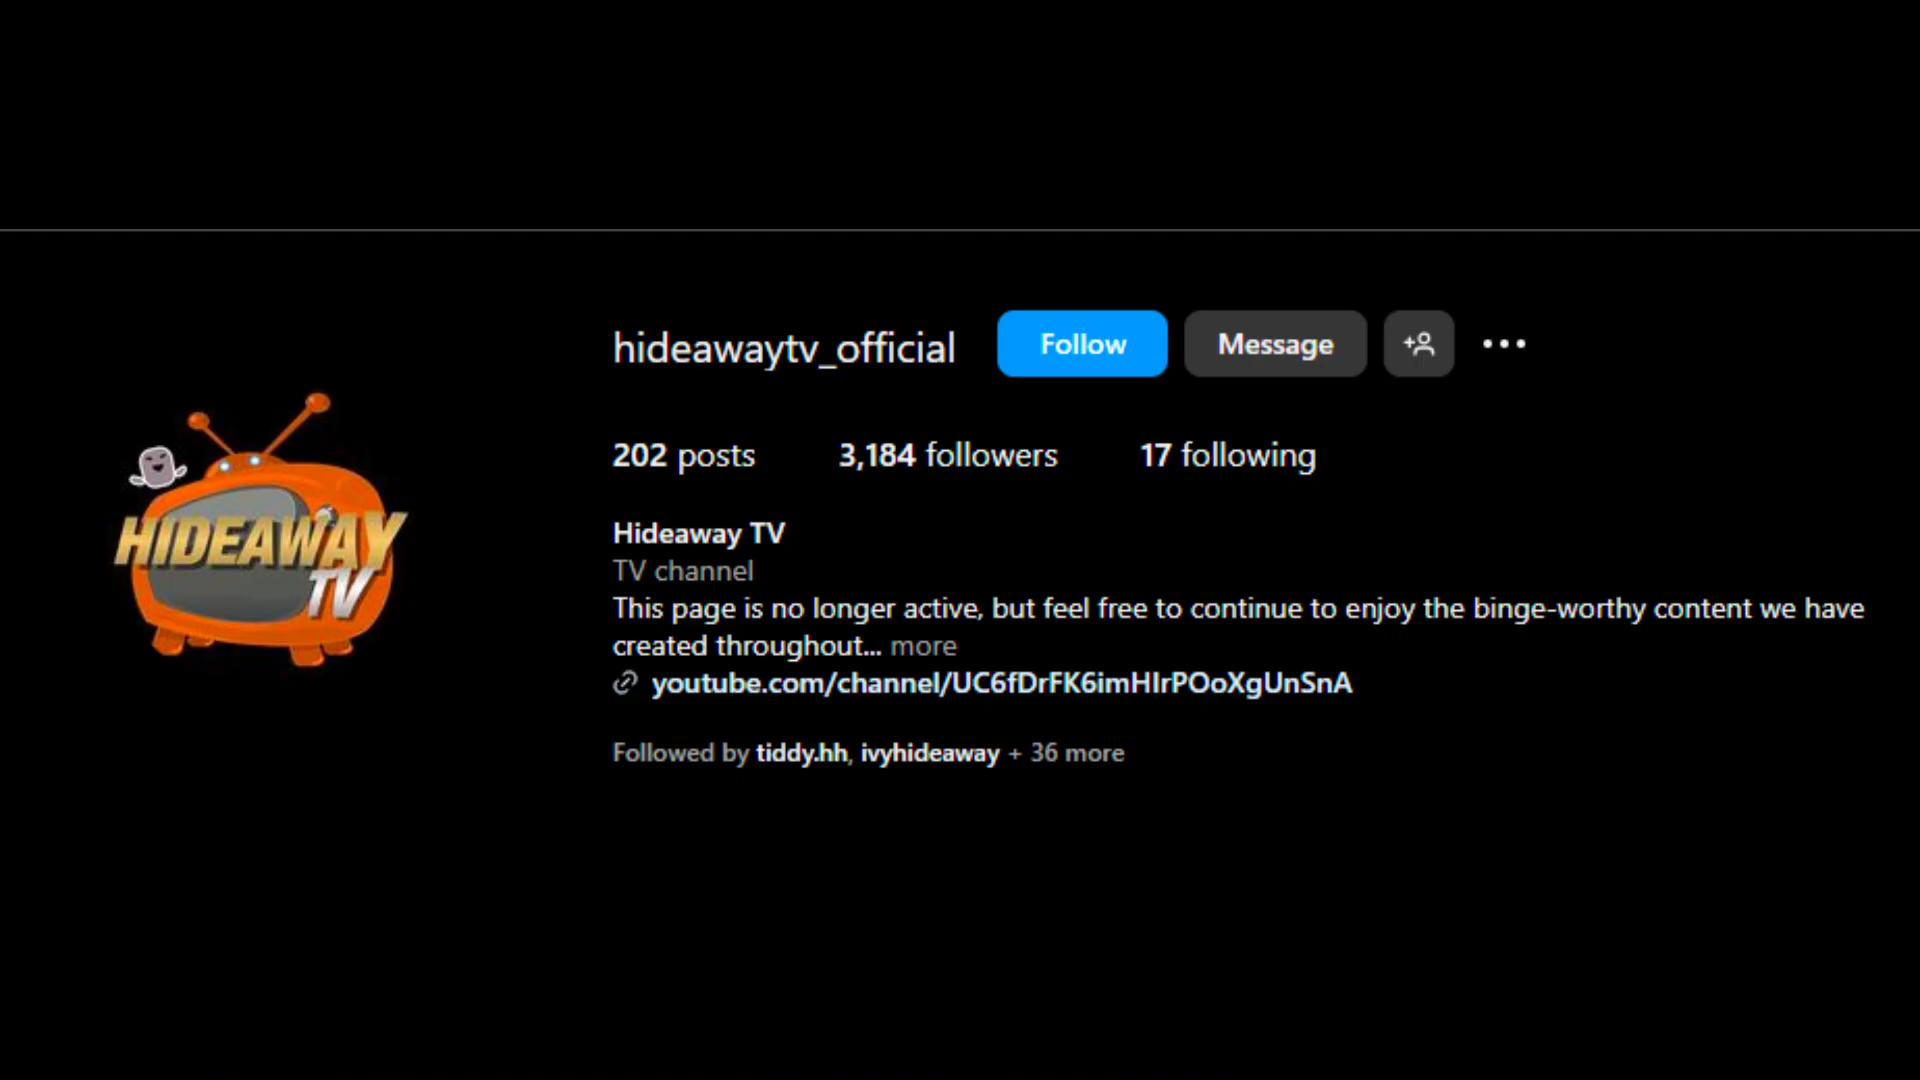 hideawaytv_official Follow Message
202 posts 3,184 followers 17 following
HIDEAWAY
TV
Hideaway TV
TV channel
This page is no longer active, but feel free to continue to enjoy the binge-worthy content we have
created throughout... more
youtube.com/channel/UC6fDrFK6imHIrPOoXgUnSnA
Followed by tiddy.hh, ivyhideaway + 36 more